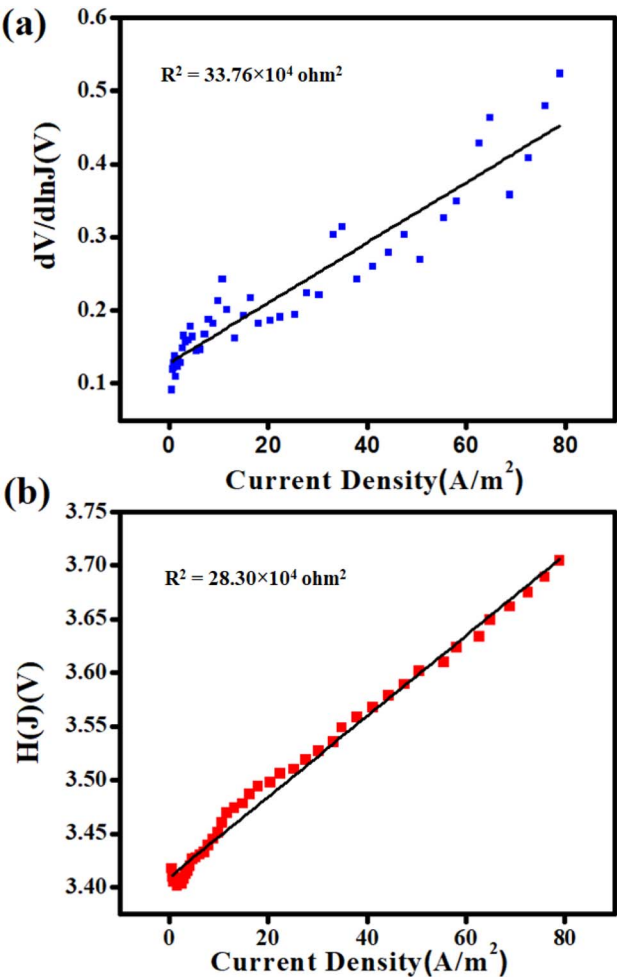 (a)
0.6
R² = 33.76×10⁴ ohm²
0.5
0.4
dV/dlnJ(V)
0.3
0.2
0.1
0 20 40 60 80
Current Density(A/m²)
(b)
3.75
R² = 28.30×10⁴ ohm²
3.70
3.65
3.60
H(J)(V)
3.55
3.50
3.45
3.40
0 20 40 60 80
Current Density(A/m²)